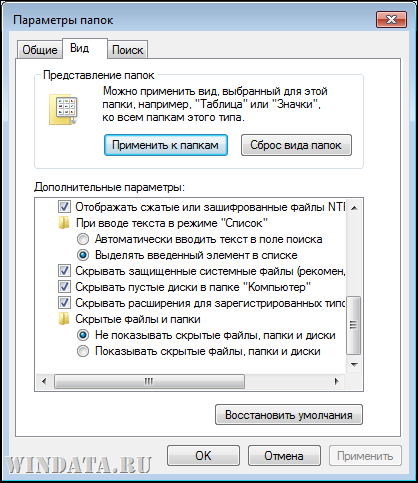 Параметры папок
Общие
Вид
Поиск
Представление папок
Можно применить вид, выбранный для этой
папки, например, "Таблица" или "Значки",
ко всем папкам этого типа.
Применить к папкам
Сброс вида папок
Дополнительные параметры:
Отображать сжатые или зашифрованные файлы NTF
При вводе текста в режиме "Список"
Автоматически вводить текст в поле поиска
Выделять введенный элемент в списке
Скрывать защищенные системные файлы (рекомен,
Скрывать пустые диски в папке "Компьютер"
Скрывать расширения для зарегистрированных типо
Скрытые файлы и папки
Не показывать скрытые файлы, папки и диски
Показывать скрытые файлы, папки и диски
Восстановить умолчания
OK
Отмена
Применить
WINDATA.RU